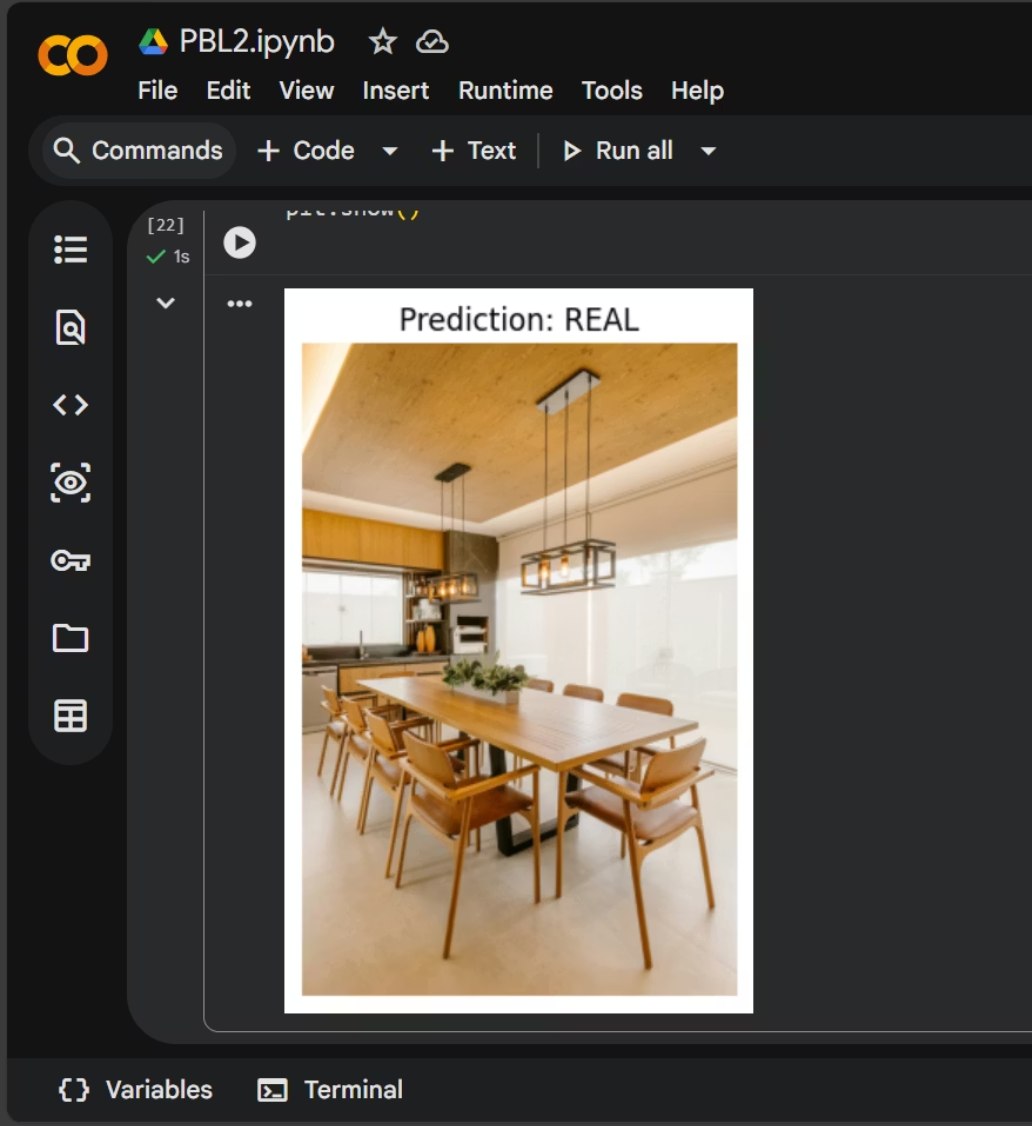 PBL2.ipynb
File Edit View Insert Runtime Tools Help
Commands + Code + Text Run all
[22]
plt.show()
1s
Prediction: REAL
Variables Terminal